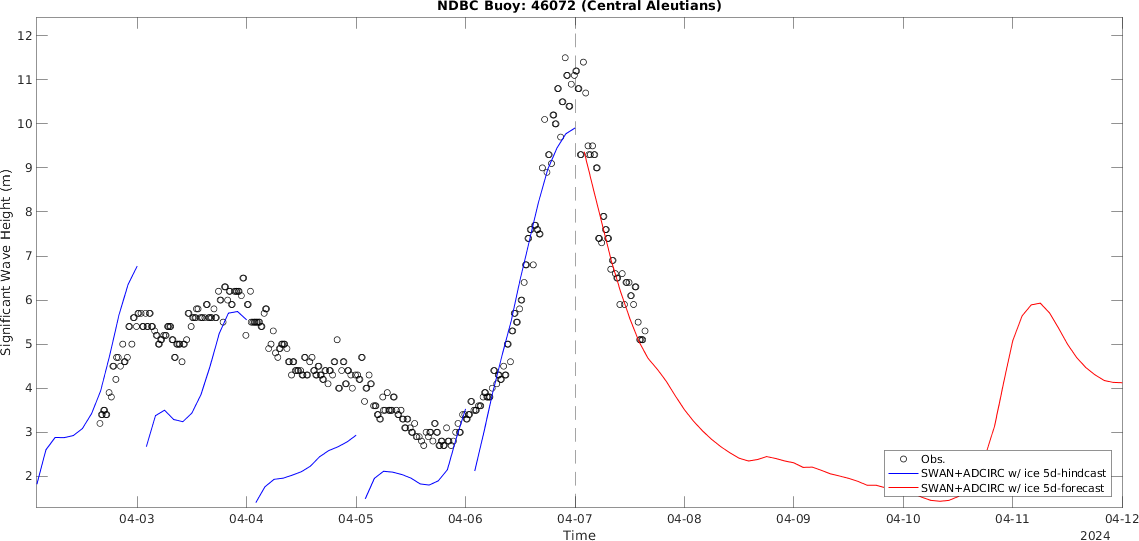 NDBC Buoy: 46072 (Central Aleutians)
12
11
10
9
8
7
6
5
4
3
2
Significant Wave Height (m)
Obs.
SWAN+ADCIRC w/ ice 5d-hindcast
SWAN+ADCIRC w/ ice 5d-forecast
04-03 04-04 04-05 04-06 04-07 04-08 04-09 04-10 04-11 04-12
Time
2024